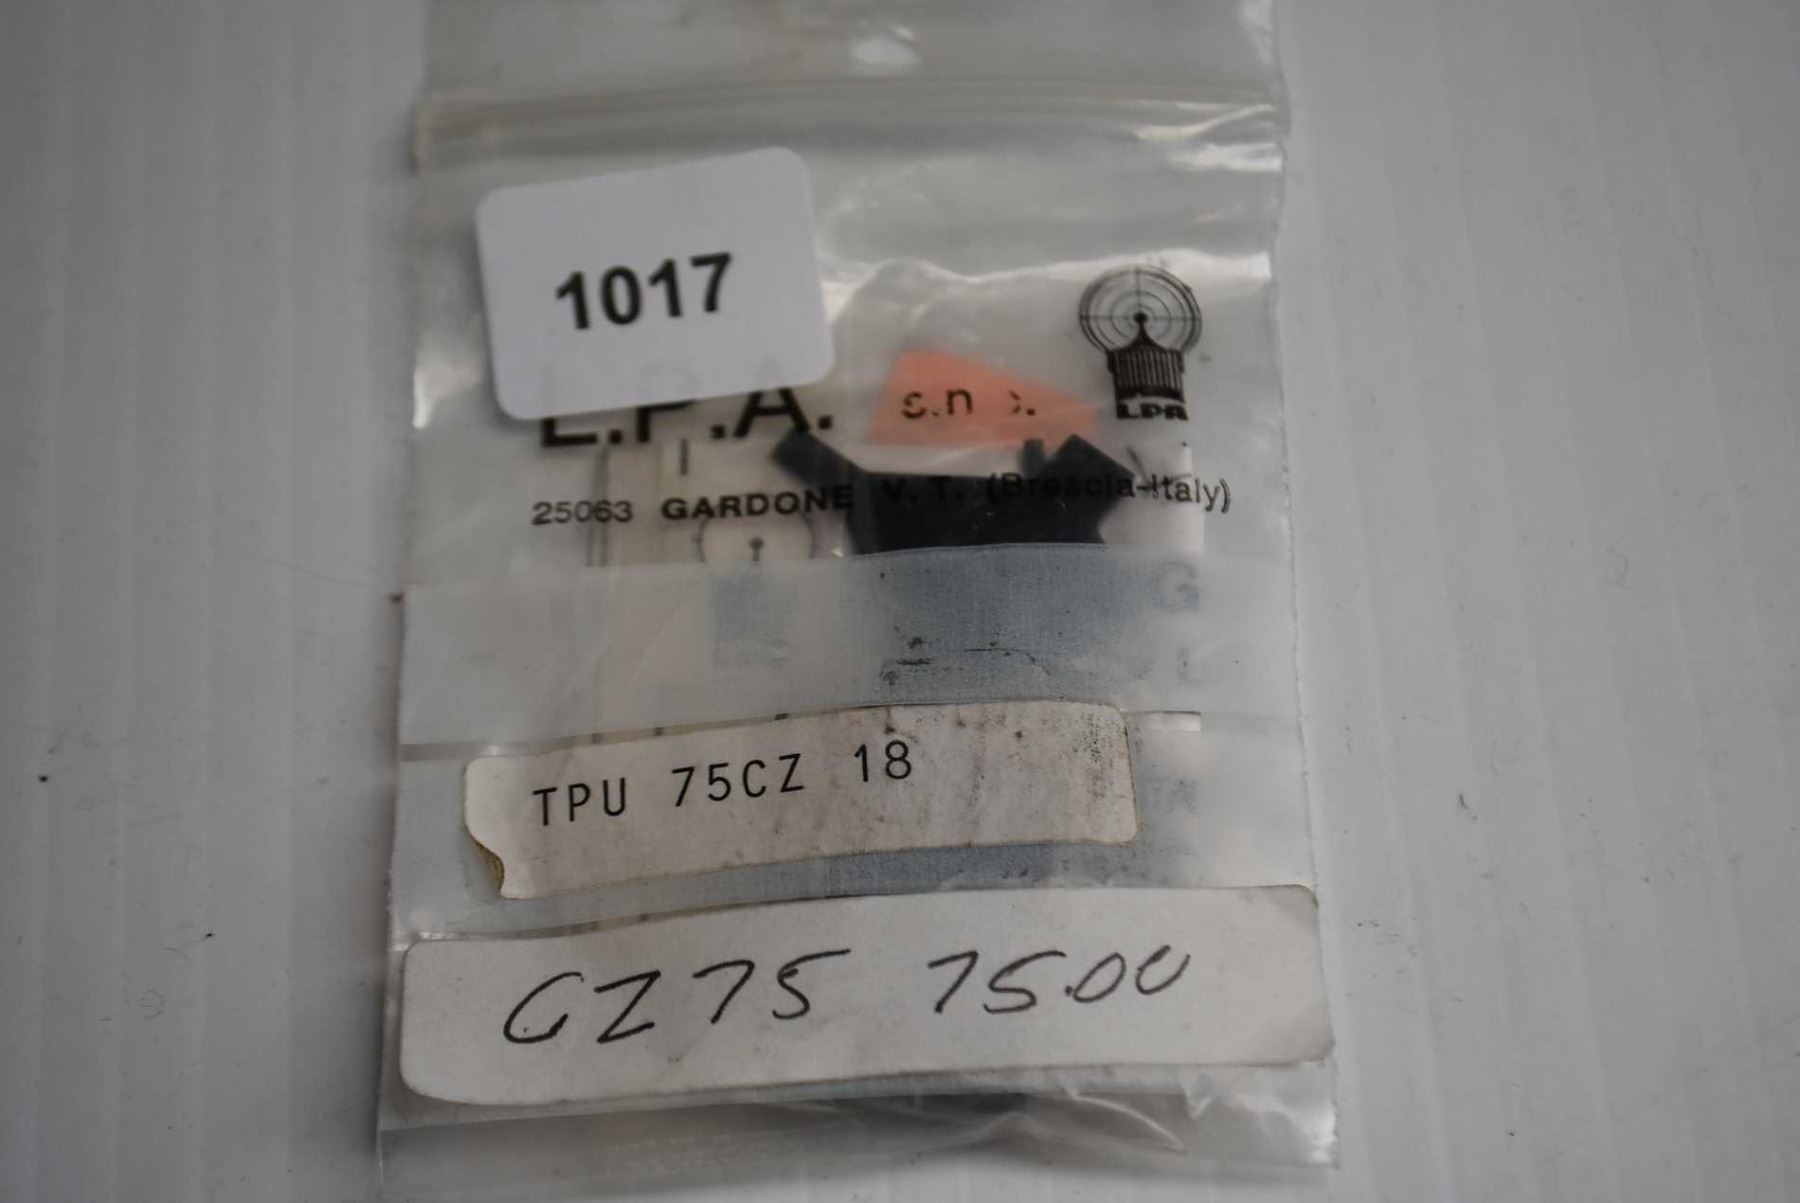 1017
L.P.A. s.n .
LPA
25063 GARDONE V.T. (Brescia-Italy)
G
L
TPU 75CZ 18
CZ75 75.00